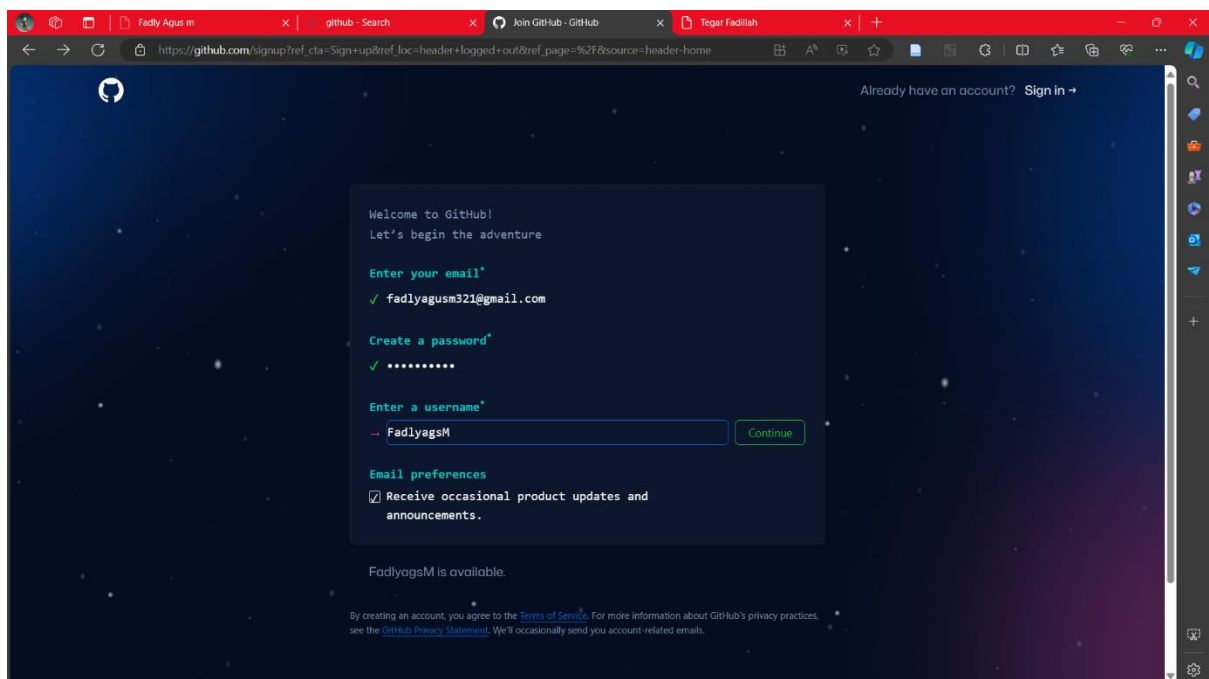 Fadly Agus m
github - Search
Join GitHub · GitHub
Tegar Fadillah
https://github.com/signup?ref_cta=Sign+up&ref_loc=header+logged+out&ref_page=%2F&source=header-home
Already have an account? Sign in →
Welcome to GitHub!
Let's begin the adventure
Enter your email*
✓ fadlyagusm321@gmail.com
Create a password*
✓ ••••••••••
Enter a username*
→ FadlyagsM
Continue
Email preferences
Receive occasional product updates and
announcements.
FadlyagsM is available.
By creating an account, you agree to the Terms of Service. For more information about GitHub's privacy practices,
see the GitHub Privacy Statement. We'll occasionally send you account-related emails.